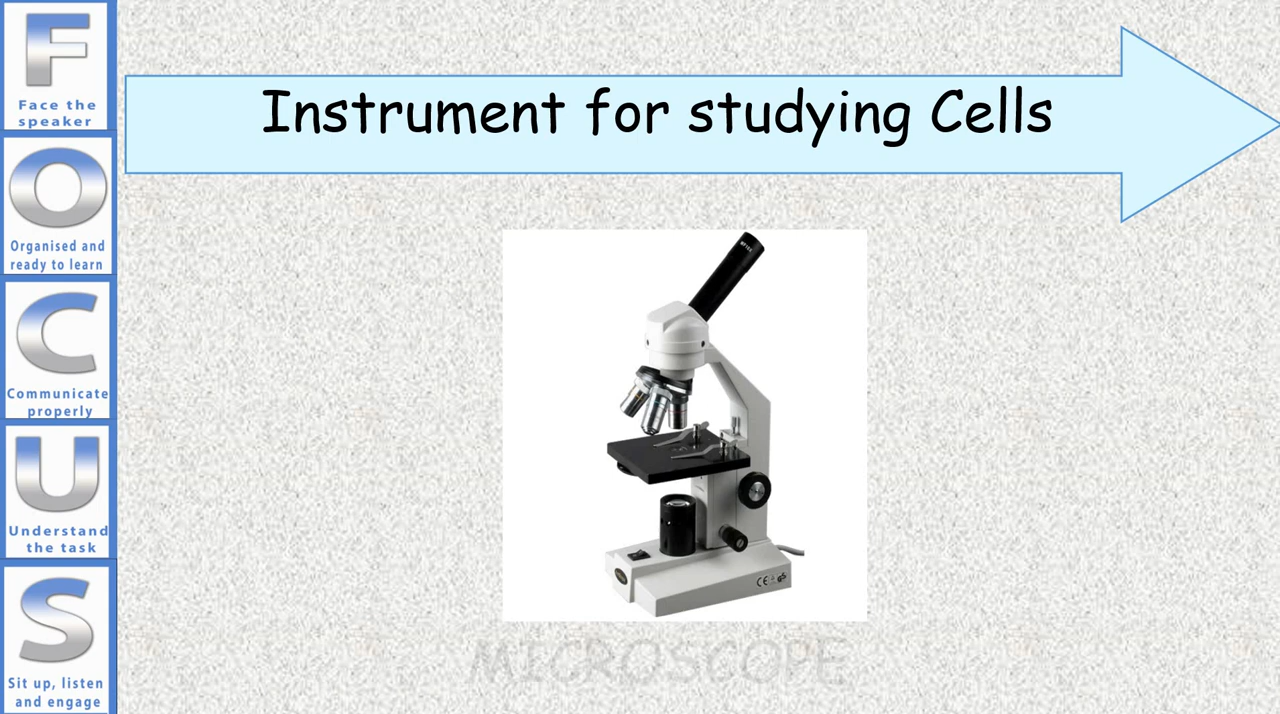 F
Face the
speaker
O
Organised and
ready to learn
C
Communicate
properly
U
Understand
the task
S
Sit up, listen
and engage
Instrument for studying Cells
MICROSCOPE